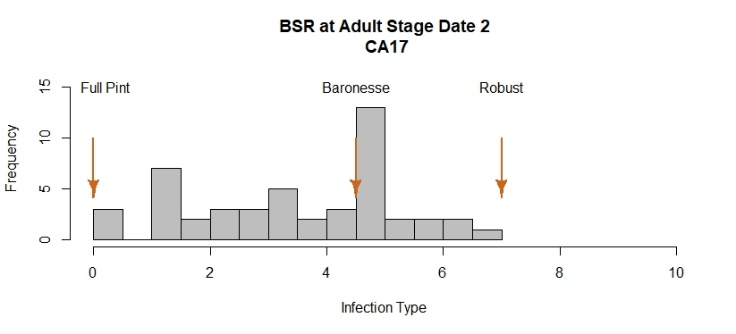 BSR at Adult Stage Date 2
CA17
Full Pint Baronesse Robust
15
10
5
0
Frequency
0 2 4 6 8 10
Infection Type